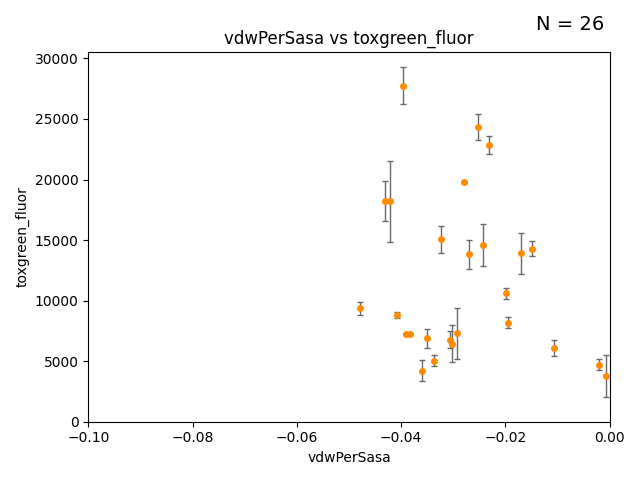 N = 26
vdwPerSasa vs toxgreen_fluor
30000
25000
20000
15000
10000
5000
0
toxgreen_fluor
−0.10 −0.08 −0.06 −0.04 −0.02 0.00
vdwPerSasa